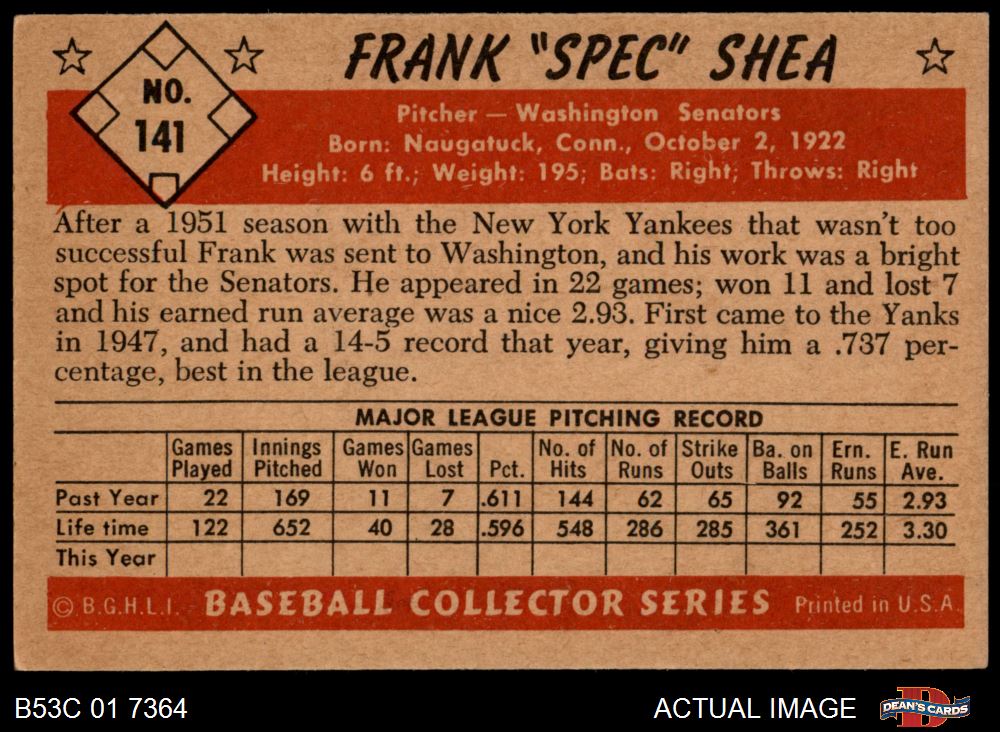 NO.
141
FRANK "SPEC" SHEA
Pitcher — Washington Senators
Born: Naugatuck, Conn., October 2, 1922
Height: 6 ft.; Weight: 195; Bats: Right; Throws: Right
After a 1951 season with the New York Yankees that wasn't too
successful Frank was sent to Washington, and his work was a bright
spot for the Senators. He appeared in 22 games; won 11 and lost 7
and his earned run average was a nice 2.93. First came to the Yanks
in 1947, and had a 14-5 record that year, giving him a .737 per-
centage, best in the league.
MAJOR LEAGUE PITCHING RECORD
Games Innings Games Games No. of No. of Strike Ba. on Ern. E. Run
Played Pitched Won Lost Pct. Hits Runs Outs Balls Runs Ave.
Past Year 22 169 11 7 .611 144 62 65 92 55 2.93
Life time 122 652 40 28 .596 548 286 285 361 252 3.30
This Year
© B.G.H.L.I. BASEBALL COLLECTOR SERIES Printed in U.S.A.
B53C 01 7364 ACTUAL IMAGE DEAN'S CARDS